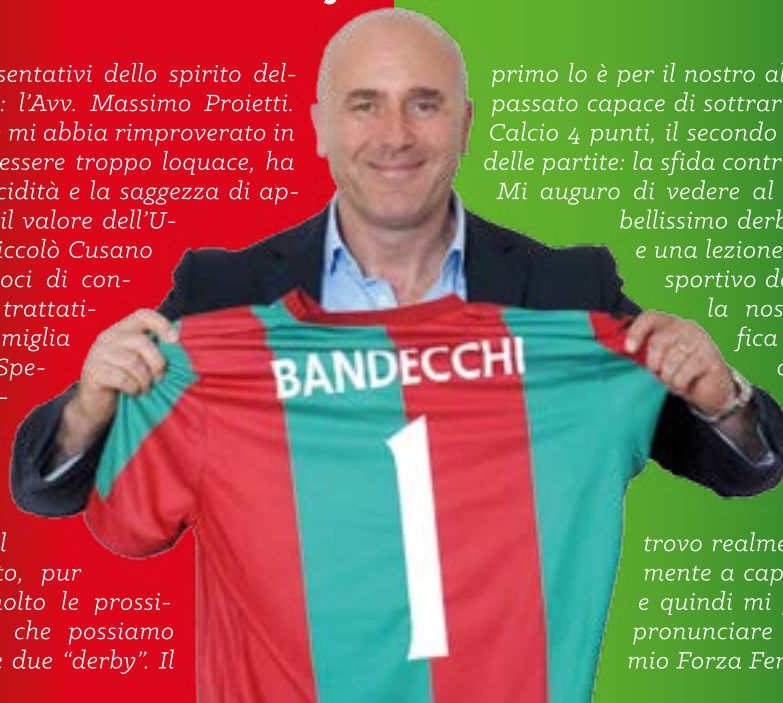 sentativi dello spirito del-
: l'Avv. Massimo Proietti.
mi abbia rimproverato in
essere troppo loquace, ha
cidità e la saggezza di ap-
il valore dell'U-
iccolò Cusano
oci di con-
trattati-
miglia
Spe-
-
l
to, pur
olto le prossi-
che possiamo
e due “derby”. Il
primo lo è per il nostro al
passato capace di sottran
Calcio 4 punti, il secondo
delle partite: la sfida contr
Mi auguro di vedere al
bellissimo derb
e una lezione
sportivo de
la nos
fica
trovo realme
mente a cap
e quindi mi
pronunciare
mio Forza Fer
BANDECCHI
1